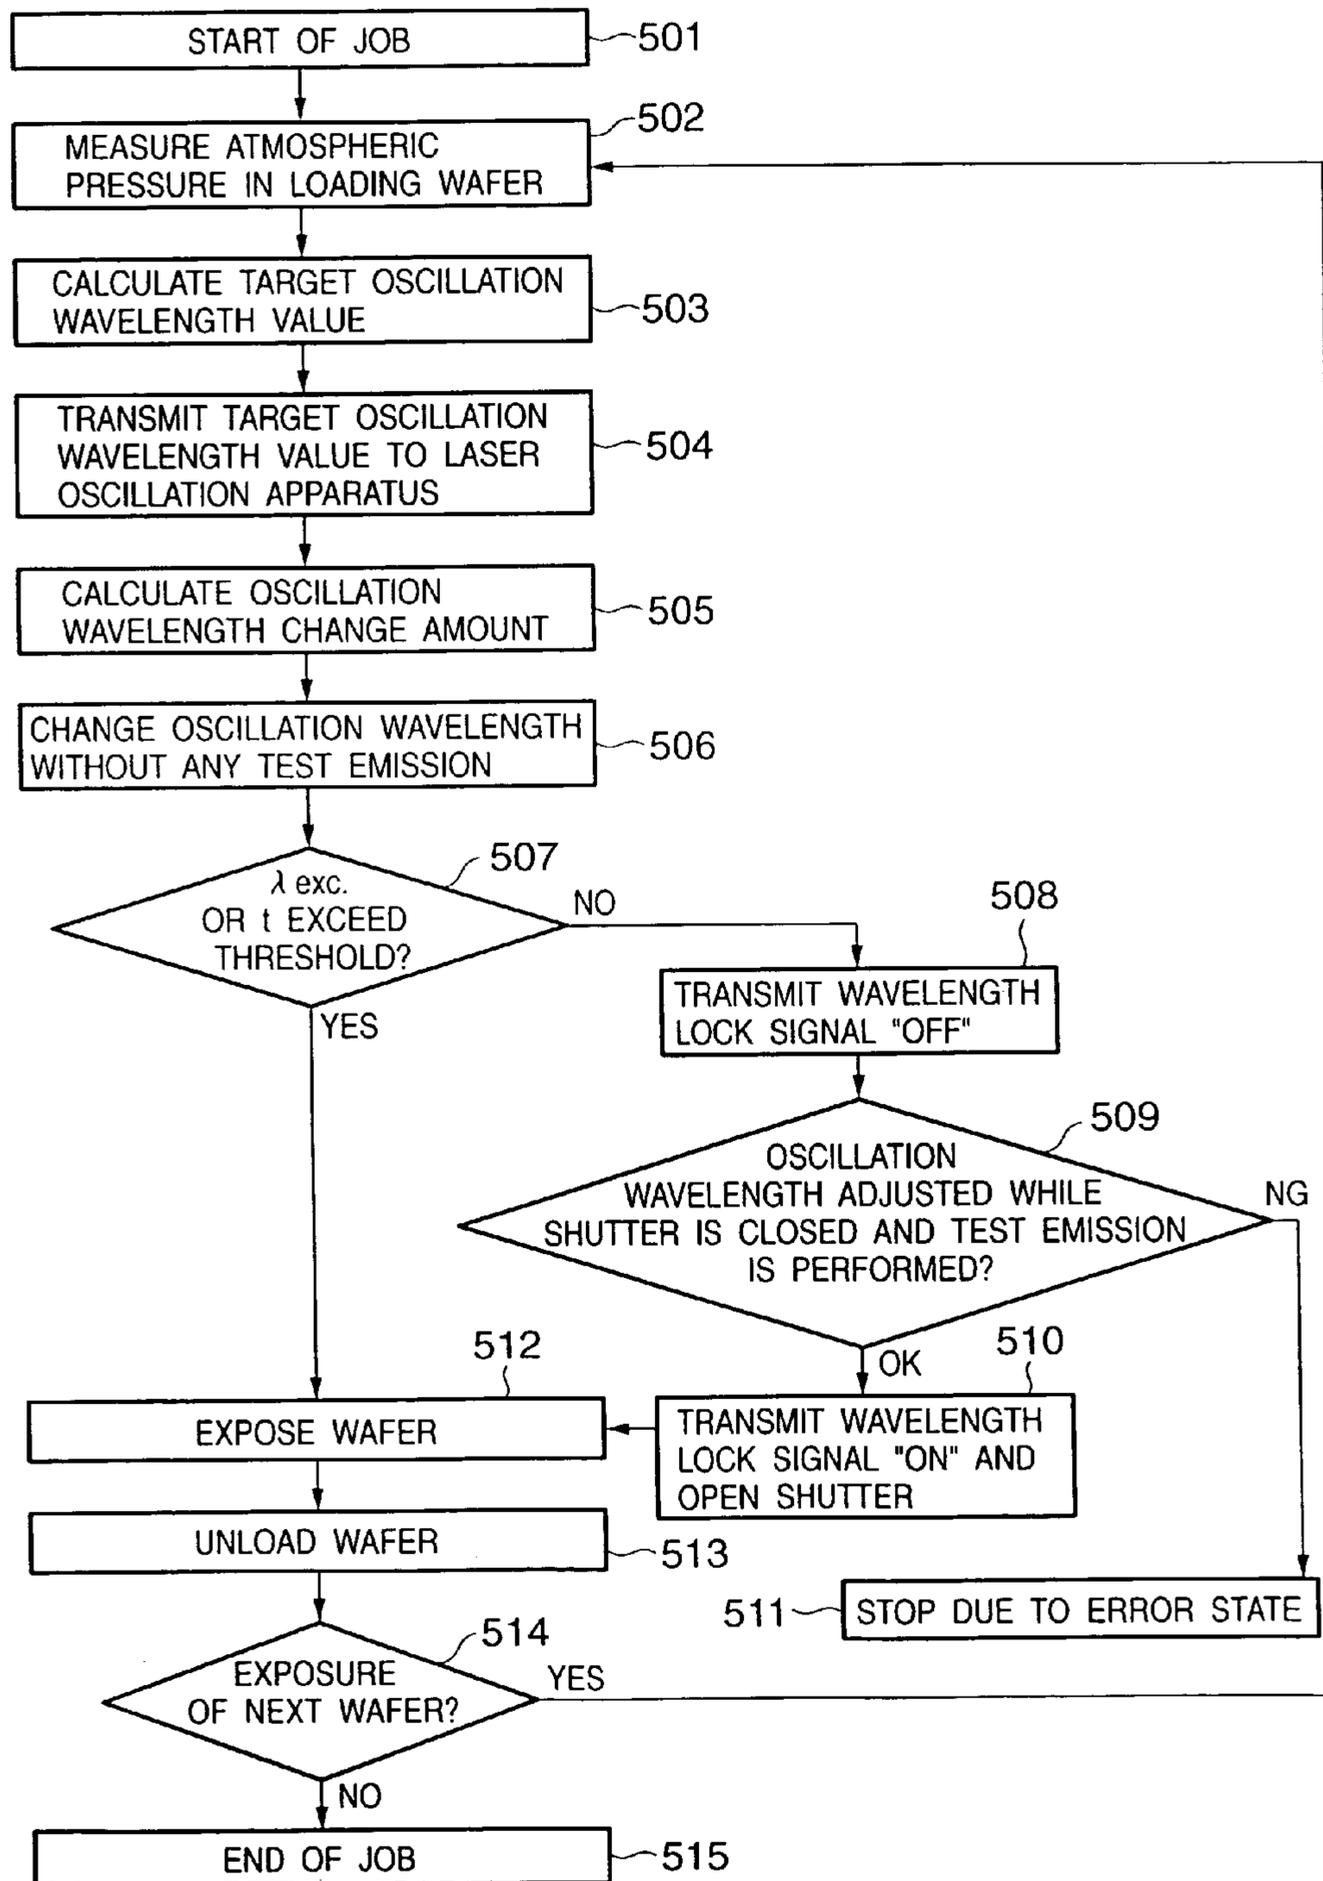 START OF JOB
501
502
MEASURE ATMOSPHERIC
PRESSURE IN LOADING WAFER
CALCULATE TARGET OSCILLATION
WAVELENGTH VALUE
503
TRANSMIT TARGET OSCILLATION
WAVELENGTH VALUE TO LASER
OSCILLATION APPARATUS
504
CALCULATE OSCILLATION
WAVELENGTH CHANGE AMOUNT
505
CHANGE OSCILLATION WAVELENGTH
WITHOUT ANY TEST EMISSION
506
507
λ exc.
OR t EXCEED
THRESHOLD?
NO
YES
508
TRANSMIT WAVELENGTH
LOCK SIGNAL "OFF"
509
OSCILLATION
WAVELENGTH ADJUSTED WHILE
SHUTTER IS CLOSED AND TEST EMISSION
IS PERFORMED?
NG
OK
510
TRANSMIT WAVELENGTH
LOCK SIGNAL "ON" AND
OPEN SHUTTER
511
STOP DUE TO ERROR STATE
512
EXPOSE WAFER
UNLOAD WAFER
513
514
EXPOSURE
OF NEXT WAFER?
YES
NO
END OF JOB
515